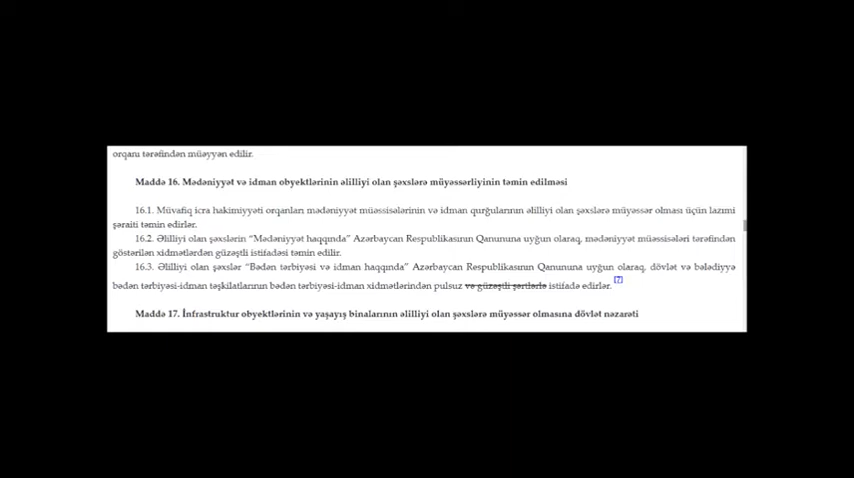 orqanı tərəfindən müəyyən edilir.
Maddə 16. Mədəniyyət və idman obyektlərinin əlilliyi olan şəxslərə müyəssərliyinin təmin edilməsi
16.1. Müvafiq icra hakimiyyəti orqanları mədəniyyət müəssisələrinin və idman qurğularının əlilliyi olan şəxslərə müyəssər olması üçün lazımi
şəraiti təmin edirlər.
16.2. Əlilliyi olan şəxslərin “Mədəniyyət haqqında” Azərbaycan Respublikasının Qanununa uyğun olaraq, mədəniyyət müəssisələri tərəfindən
göstərilən xidmətlərdən güzəştli istifadəsi təmin edilir.
16.3. Əlilliyi olan şəxslər “Bədən tərbiyəsi və idman haqqında” Azərbaycan Respublikasının Qanununa uyğun olaraq, dövlət və bələdiyyə
bədən tərbiyəsi-idman təşkilatlarının bədən tərbiyəsi-idman xidmətlərindən pulsuz və güzəştli şərtlərlə istifadə edirlər. [7]
Maddə 17. İnfrastruktur obyektlərinin və yaşayış binalarının əlilliyi olan şəxslərə müyəssər olmasına dövlət nəzarəti